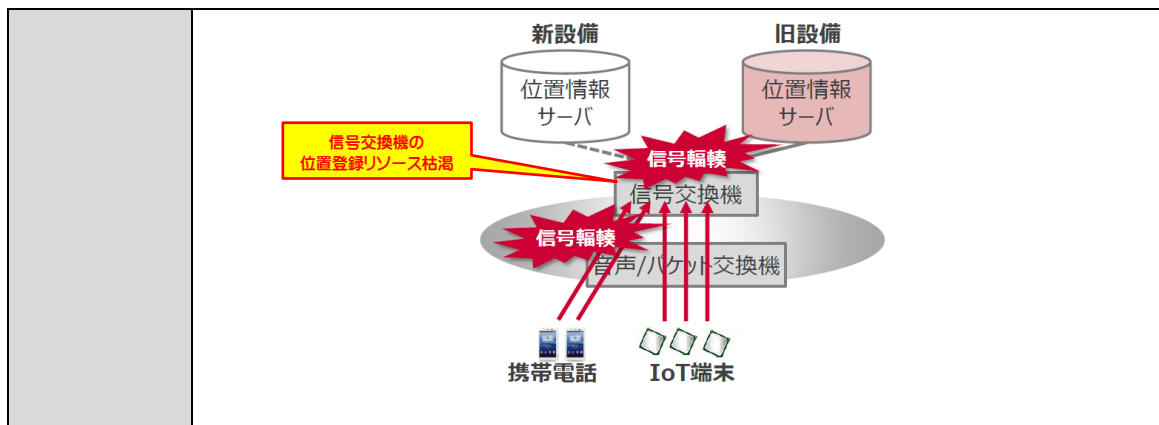 新設備
旧設備
位置情報
サーバ
位置情報
サーバ
信号交換機の
位置登録リソース枯渇
信号輻輳
信号交換機
信号輻輳
音声/パケット交換機
携帯電話
IoT端末